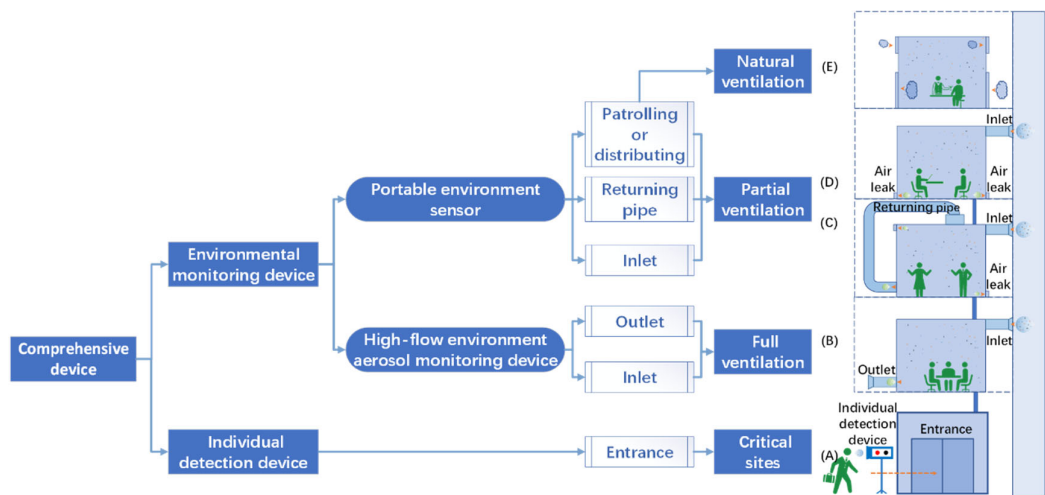 Natural
ventilation
(E)
Patrolling
or
distributing
Inlet
Portable environment
sensor
Returning
pipe
Partial
ventilation
(D)
Air
leak
Air
leak
Returning pipe
(C)
Inlet
Environmental
monitoring device
Inlet
Air
leak
Comprehensive
device
High-flow environment
aerosol monitoring device
Outlet
Inlet
Full
ventilation
(B)
Inlet
Outlet
Individual
detection device
Entrance
Critical
sites
(A)
Individual
detection
device
Entrance